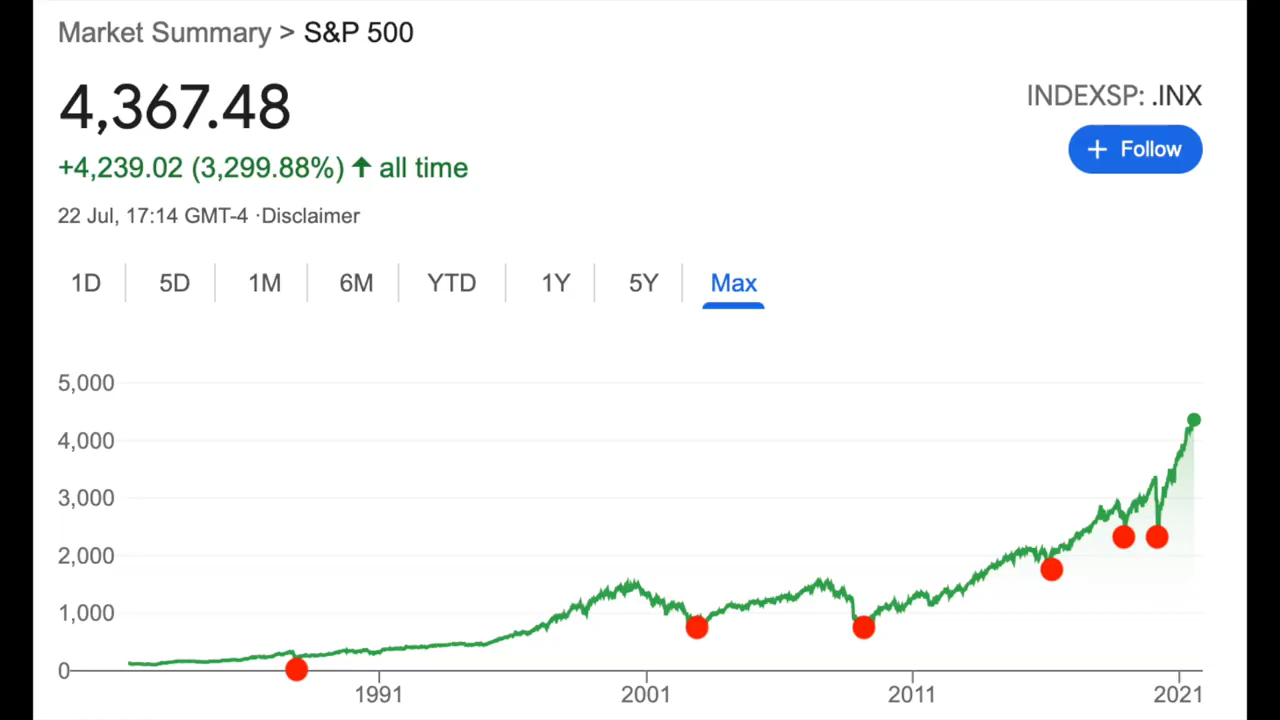 Market Summary > S&P 500
4,367.48
INDEXSP: .INX
+ Follow
+4,239.02 (3,299.88%) ↑ all time
22 Jul, 17:14 GMT-4 ·Disclaimer
1D 5D 1M 6M YTD 1Y 5Y Max
5,000
4,000
3,000
2,000
1,000
0
1991 2001 2011 2021